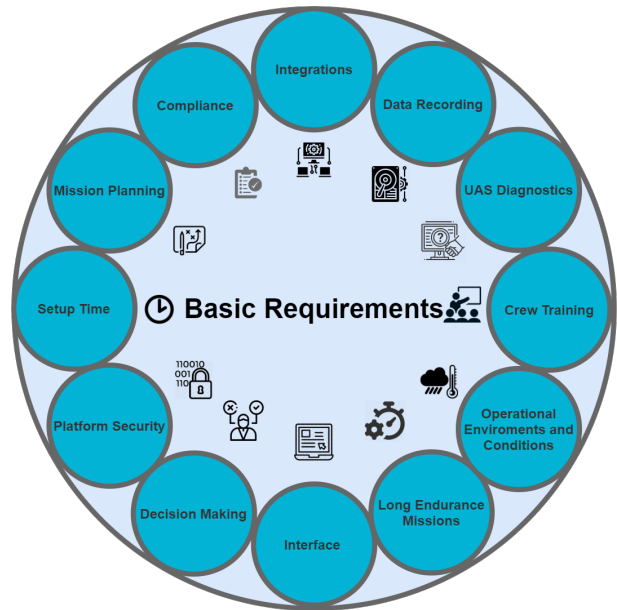 Integrations
Compliance
Data Recording
Mission Planning
UAS Diagnostics
Setup Time
Basic Requirements
Crew Training
110010
001
110
Platform Security
Operational
Enviroments and
Conditions
Decision Making
Long Endurance
Missions
Interface